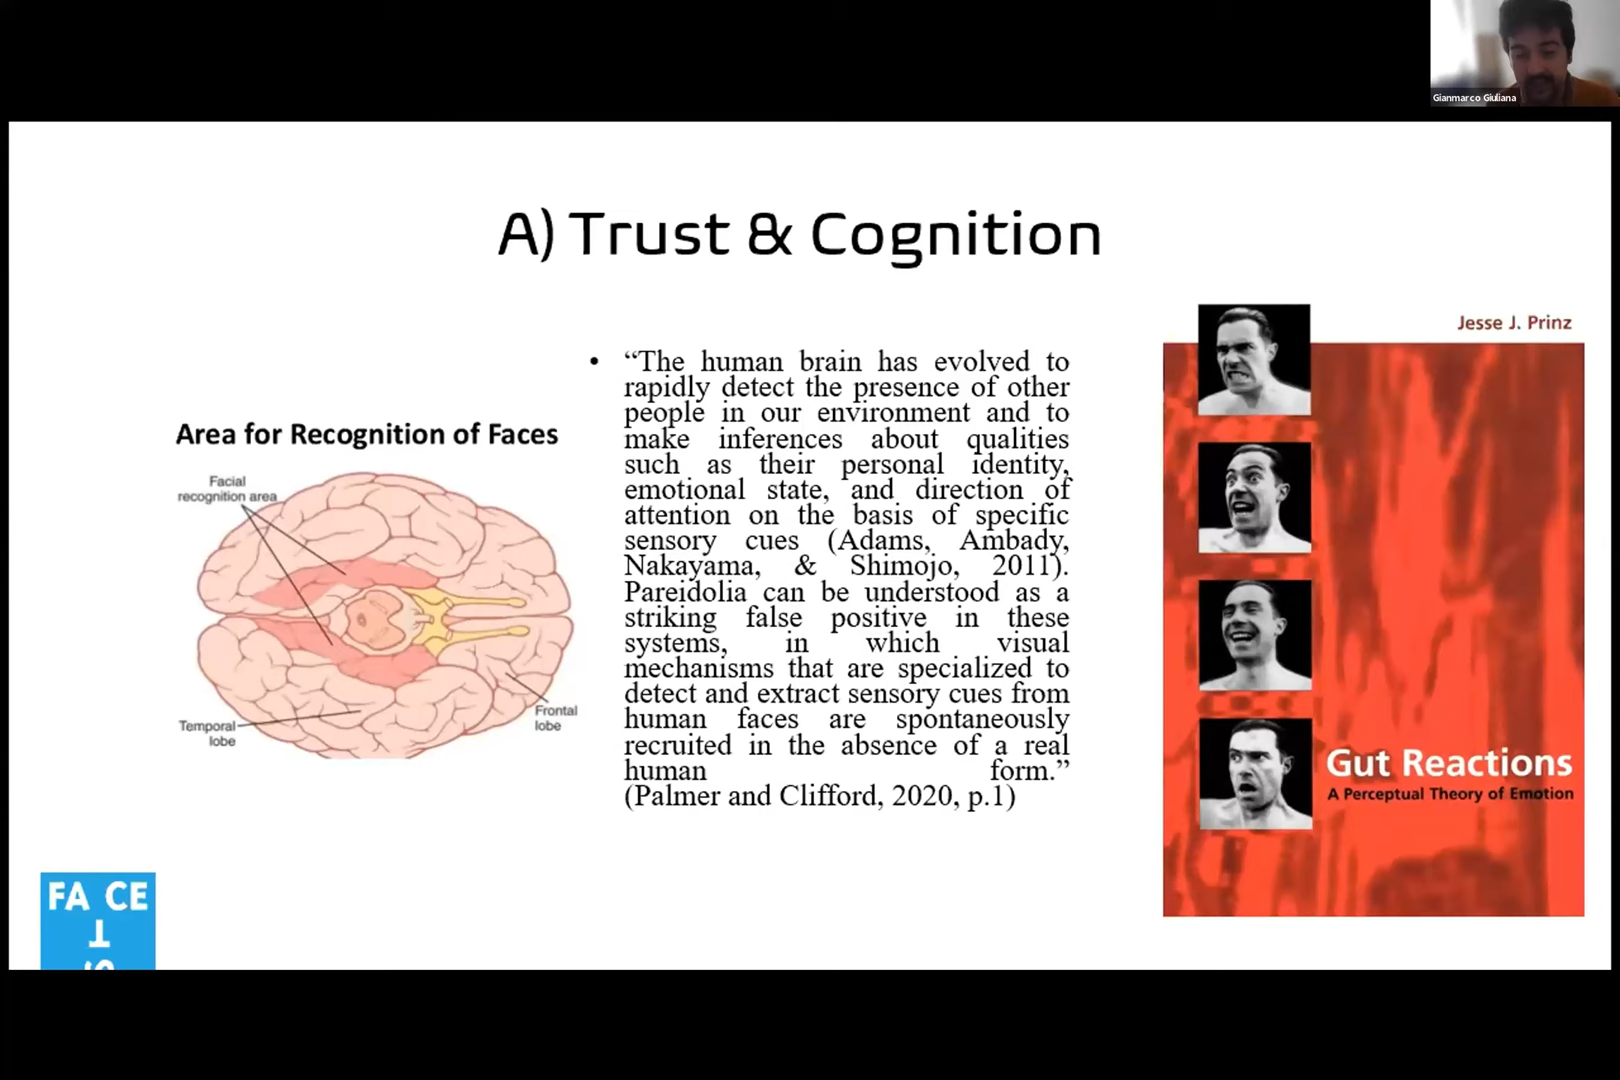 Gianmarco Giuliana
A) Trust & Cognition
Area for Recognition of Faces
Facial
recognition area
Temporal
lobe
Frontal
lobe
• “The human brain has evolved to
rapidly detect the presence of other
people in our environment and to
make inferences about qualities
such as their personal identity,
emotional state, and direction of
attention on the basis of specific
sensory cues (Adams, Ambady,
Nakayama, & Shimojo, 2011).
Pareidolia can be understood as a
striking false positive in these
systems, in which visual
mechanisms that are specialized to
detect and extract sensory cues from
human faces are spontaneously
recruited in the absence of a real
human form.”
(Palmer and Clifford, 2020, p.1)
Jesse J. Prinz
Gut Reactions
A Perceptual Theory of Emotion
FA CE
T
S